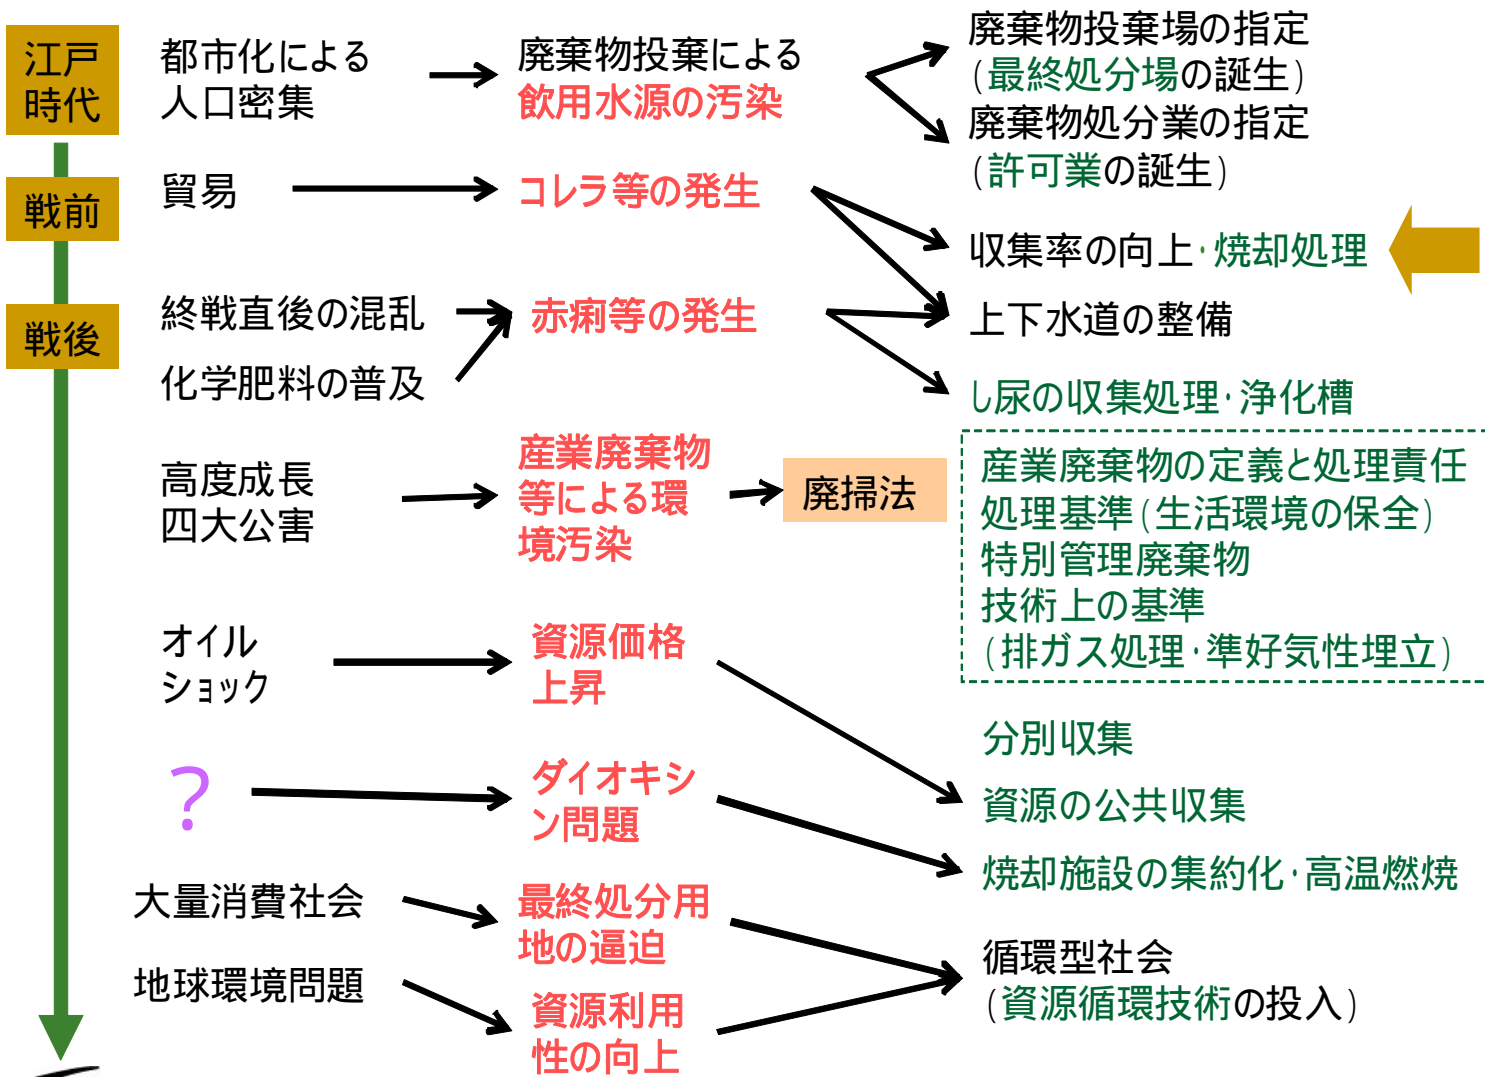 江戸
時代
都市化による
人口密集
廃棄物投棄による
飲用水源の汚染
廃棄物投棄場の指定
(最終処分場の誕生)
廃棄物処分業の指定
(許可業の誕生)
戦前
貿易
コレラ等の発生
収集率の向上・焼却処理
上下水道の整備
戦後
終戦直後の混乱
化学肥料の普及
赤痢等の発生
し尿の収集処理・浄化槽
高度成長
四大公害
産業廃棄物
等による環
境汚染
廃掃法
産業廃棄物の定義と処理責任
処理基準(生活環境の保全)
特別管理廃棄物
技術上の基準
(排ガス処理・準好気性埋立)
オイル
ショック
資源価格
上昇
分別収集
資源の公共収集
?
ダイオキシ
ン問題
焼却施設の集約化・高温燃焼
大量消費社会
最終処分用
地の逼迫
地球環境問題
資源利用
性の向上
循環型社会
(資源循環技術の投入)